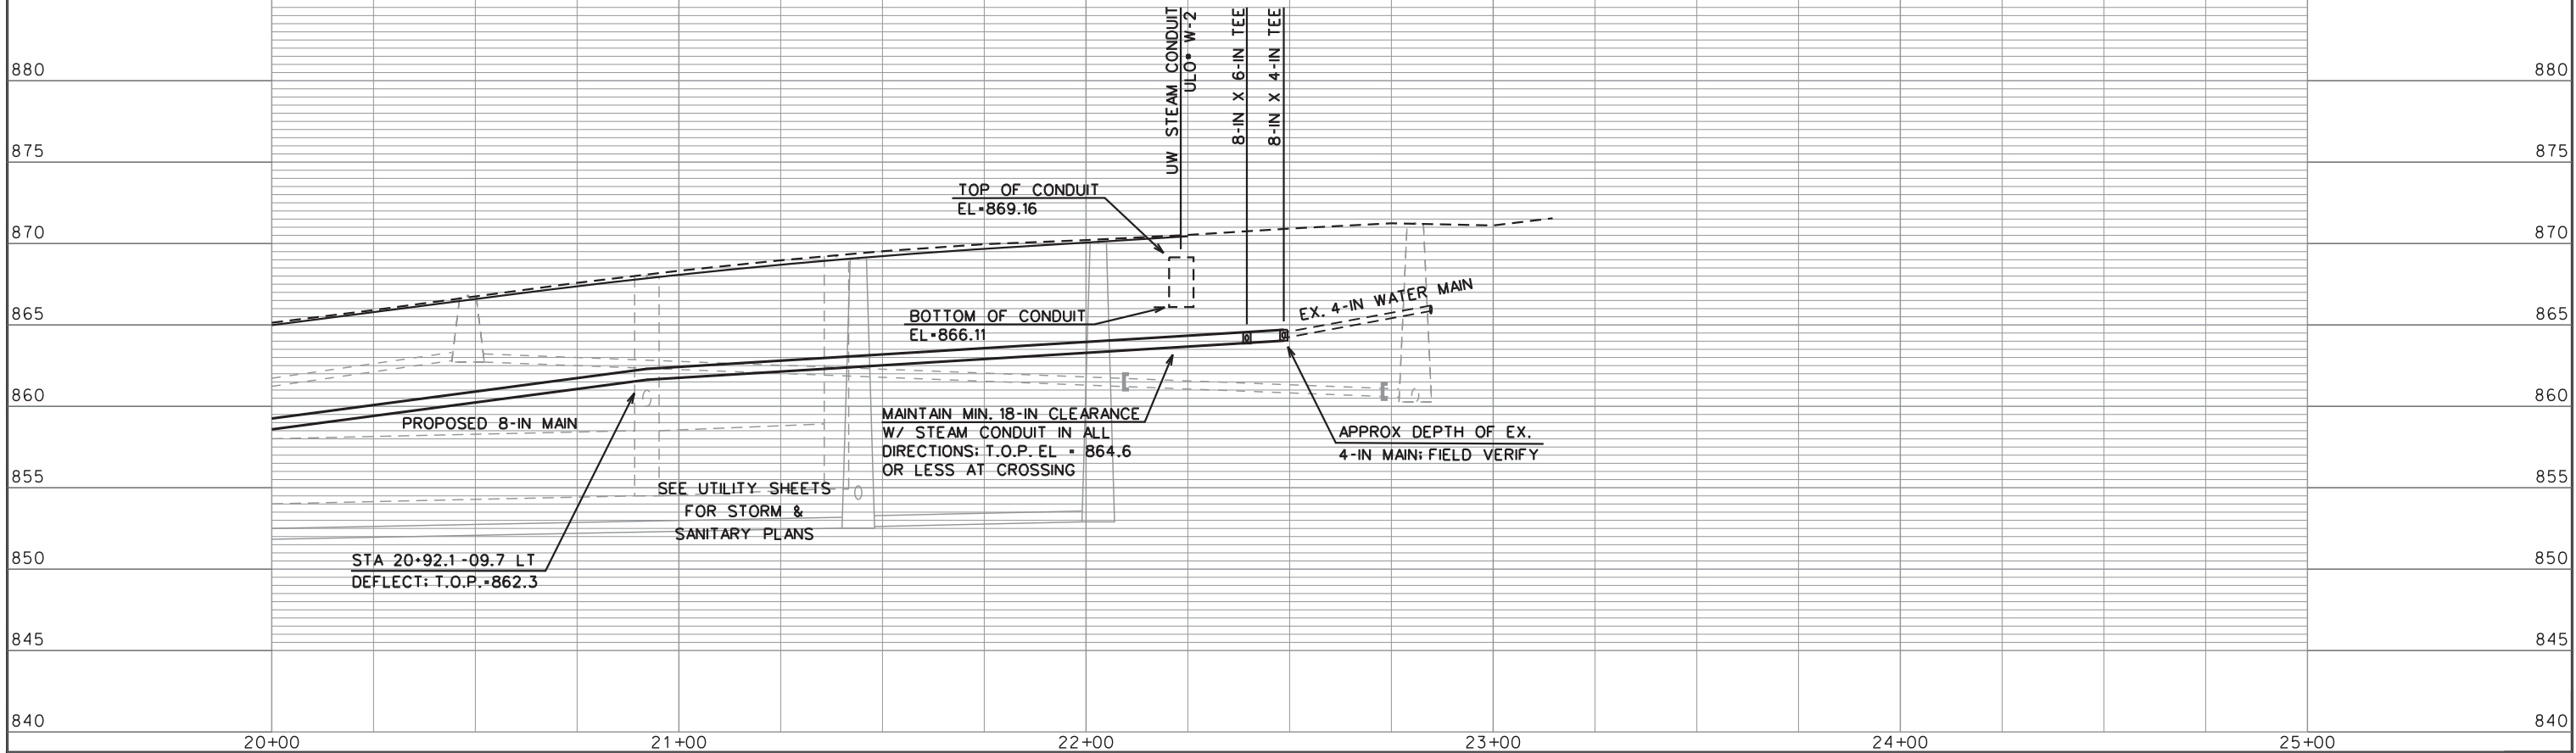 UW STEAM CONDUIT
ULO* W-2
8-IN X 6-IN TEE
8-IN X 4-IN TEE
880
880
875
875
TOP OF CONDUIT
EL=869.16
870
870
EX. 4-IN WATER MAIN
865
865
BOTTOM OF CONDUIT
EL=866.11
860
860
PROPOSED 8-IN MAIN
MAINTAIN MIN. 18-IN CLEARANCE
W/ STEAM CONDUIT IN ALL
DIRECTIONS; T.O.P. EL = 864.6
OR LESS AT CROSSING
APPROX DEPTH OF EX.
4-IN MAIN; FIELD VERIFY
855
855
SEE UTILITY SHEETS
FOR STORM &
SANITARY PLANS
850
850
STA 20+92.1 -09.7 LT
DEFLECT; T.O.P.=862.3
845
845
840
840
20+00
21+00
22+00
23+00
24+00
25+00